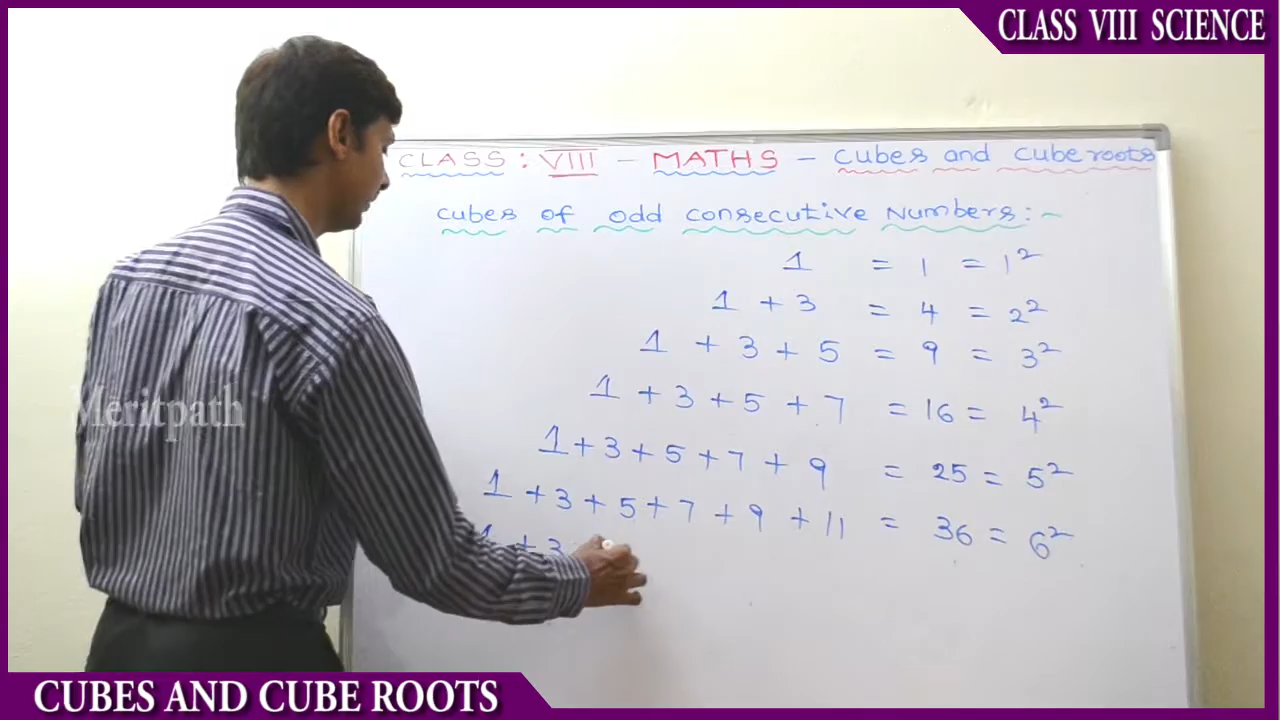 CLASS VIII SCIENCE
CLASS : VIII - MATHS - cubes and cube roots
cubes of odd consecutive Numbers:-
1 = 1 = 1²
1 + 3 = 4 = 2²
1 + 3 + 5 = 9 = 3²
1 + 3 + 5 + 7 = 16 = 4²
Meritpath
1 + 3 + 5 + 7 + 9 = 25 = 5²
1 + 3 + 5 + 7 + 9 + 11 = 36 = 6²
1 + 3
CUBES AND CUBE ROOTS